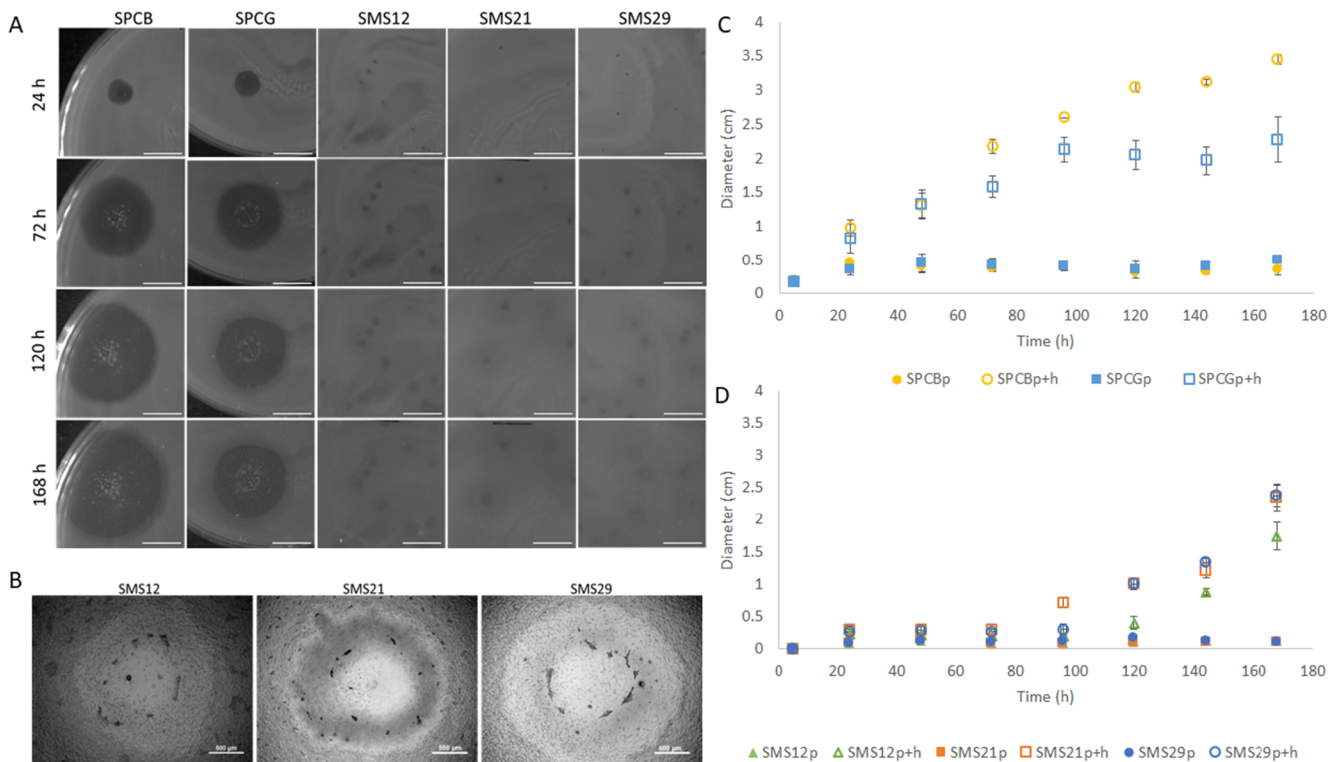 A
SPCB SPCG SMS12 SMS21 SMS29
24 h
72 h
120 h
168 h
B
SMS12 SMS21 SMS29
500 µm 500 µm 500 µm
C
Diameter (cm)
4
3.5
3
2.5
2
1.5
1
0.5
0
0 20 40 60 80 100 120 140 160 180
Time (h)
SPCBp SPCBp+h SPCGp SPCGp+h
D
Diameter (cm)
4
3.5
3
2.5
2
1.5
1
0.5
0
0 20 40 60 80 100 120 140 160 180
Time (h)
SMS12p SMS12p+h SMS21p SMS21p+h SMS29p SMS29p+h